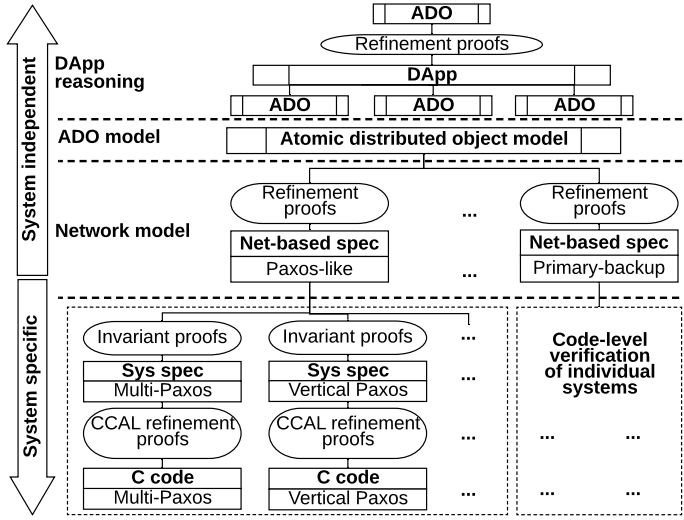 ADO
Refinement proofs
DApp
reasoning
DApp
ADO
ADO
ADO
ADO model
Atomic distributed object model
System independent
Refinement
proofs
...
Refinement
proofs
Network model
Net-based spec
Paxos-like
...
Net-based spec
Primary-backup
System specific
Invariant proofs
Invariant proofs
...
Sys spec
Multi-Paxos
Sys spec
Vertical Paxos
...
CCAL refinement
proofs
CCAL refinement
proofs
...
C code
Multi-Paxos
C code
Vertical Paxos
...
Code-level
verification
of individual
systems
... ...
... ...